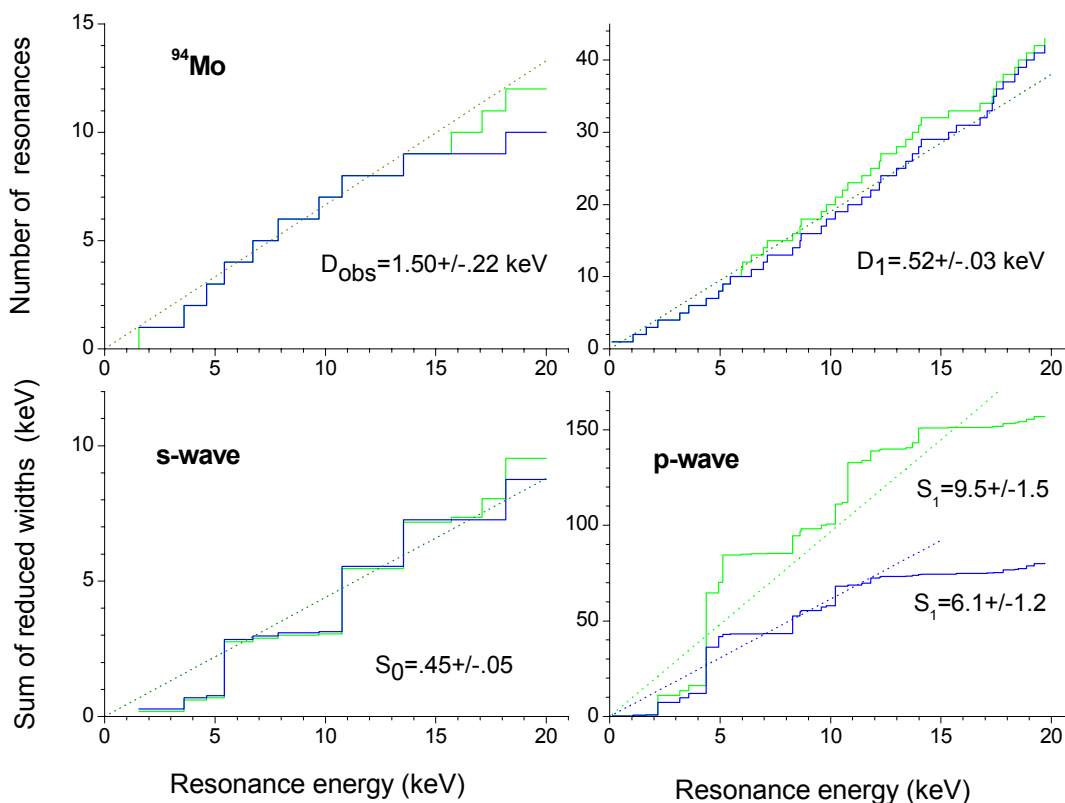 15
10
5
0
Number of resonances
⁹⁴Mo
D_obs=1.50+/-.22 keV
0 5 10 15 20
40
30
20
10
0
D₁=.52+/-.03 keV
0 5 10 15 20
10
5
0
Sum of reduced widths (keV)
s-wave
S₀=.45+/-.05
0 5 10 15 20
Resonance energy (keV)
150
100
50
0
p-wave
S₁=9.5+/-1.5
S₁=6.1+/-1.2
0 5 10 15 20
Resonance energy (keV)